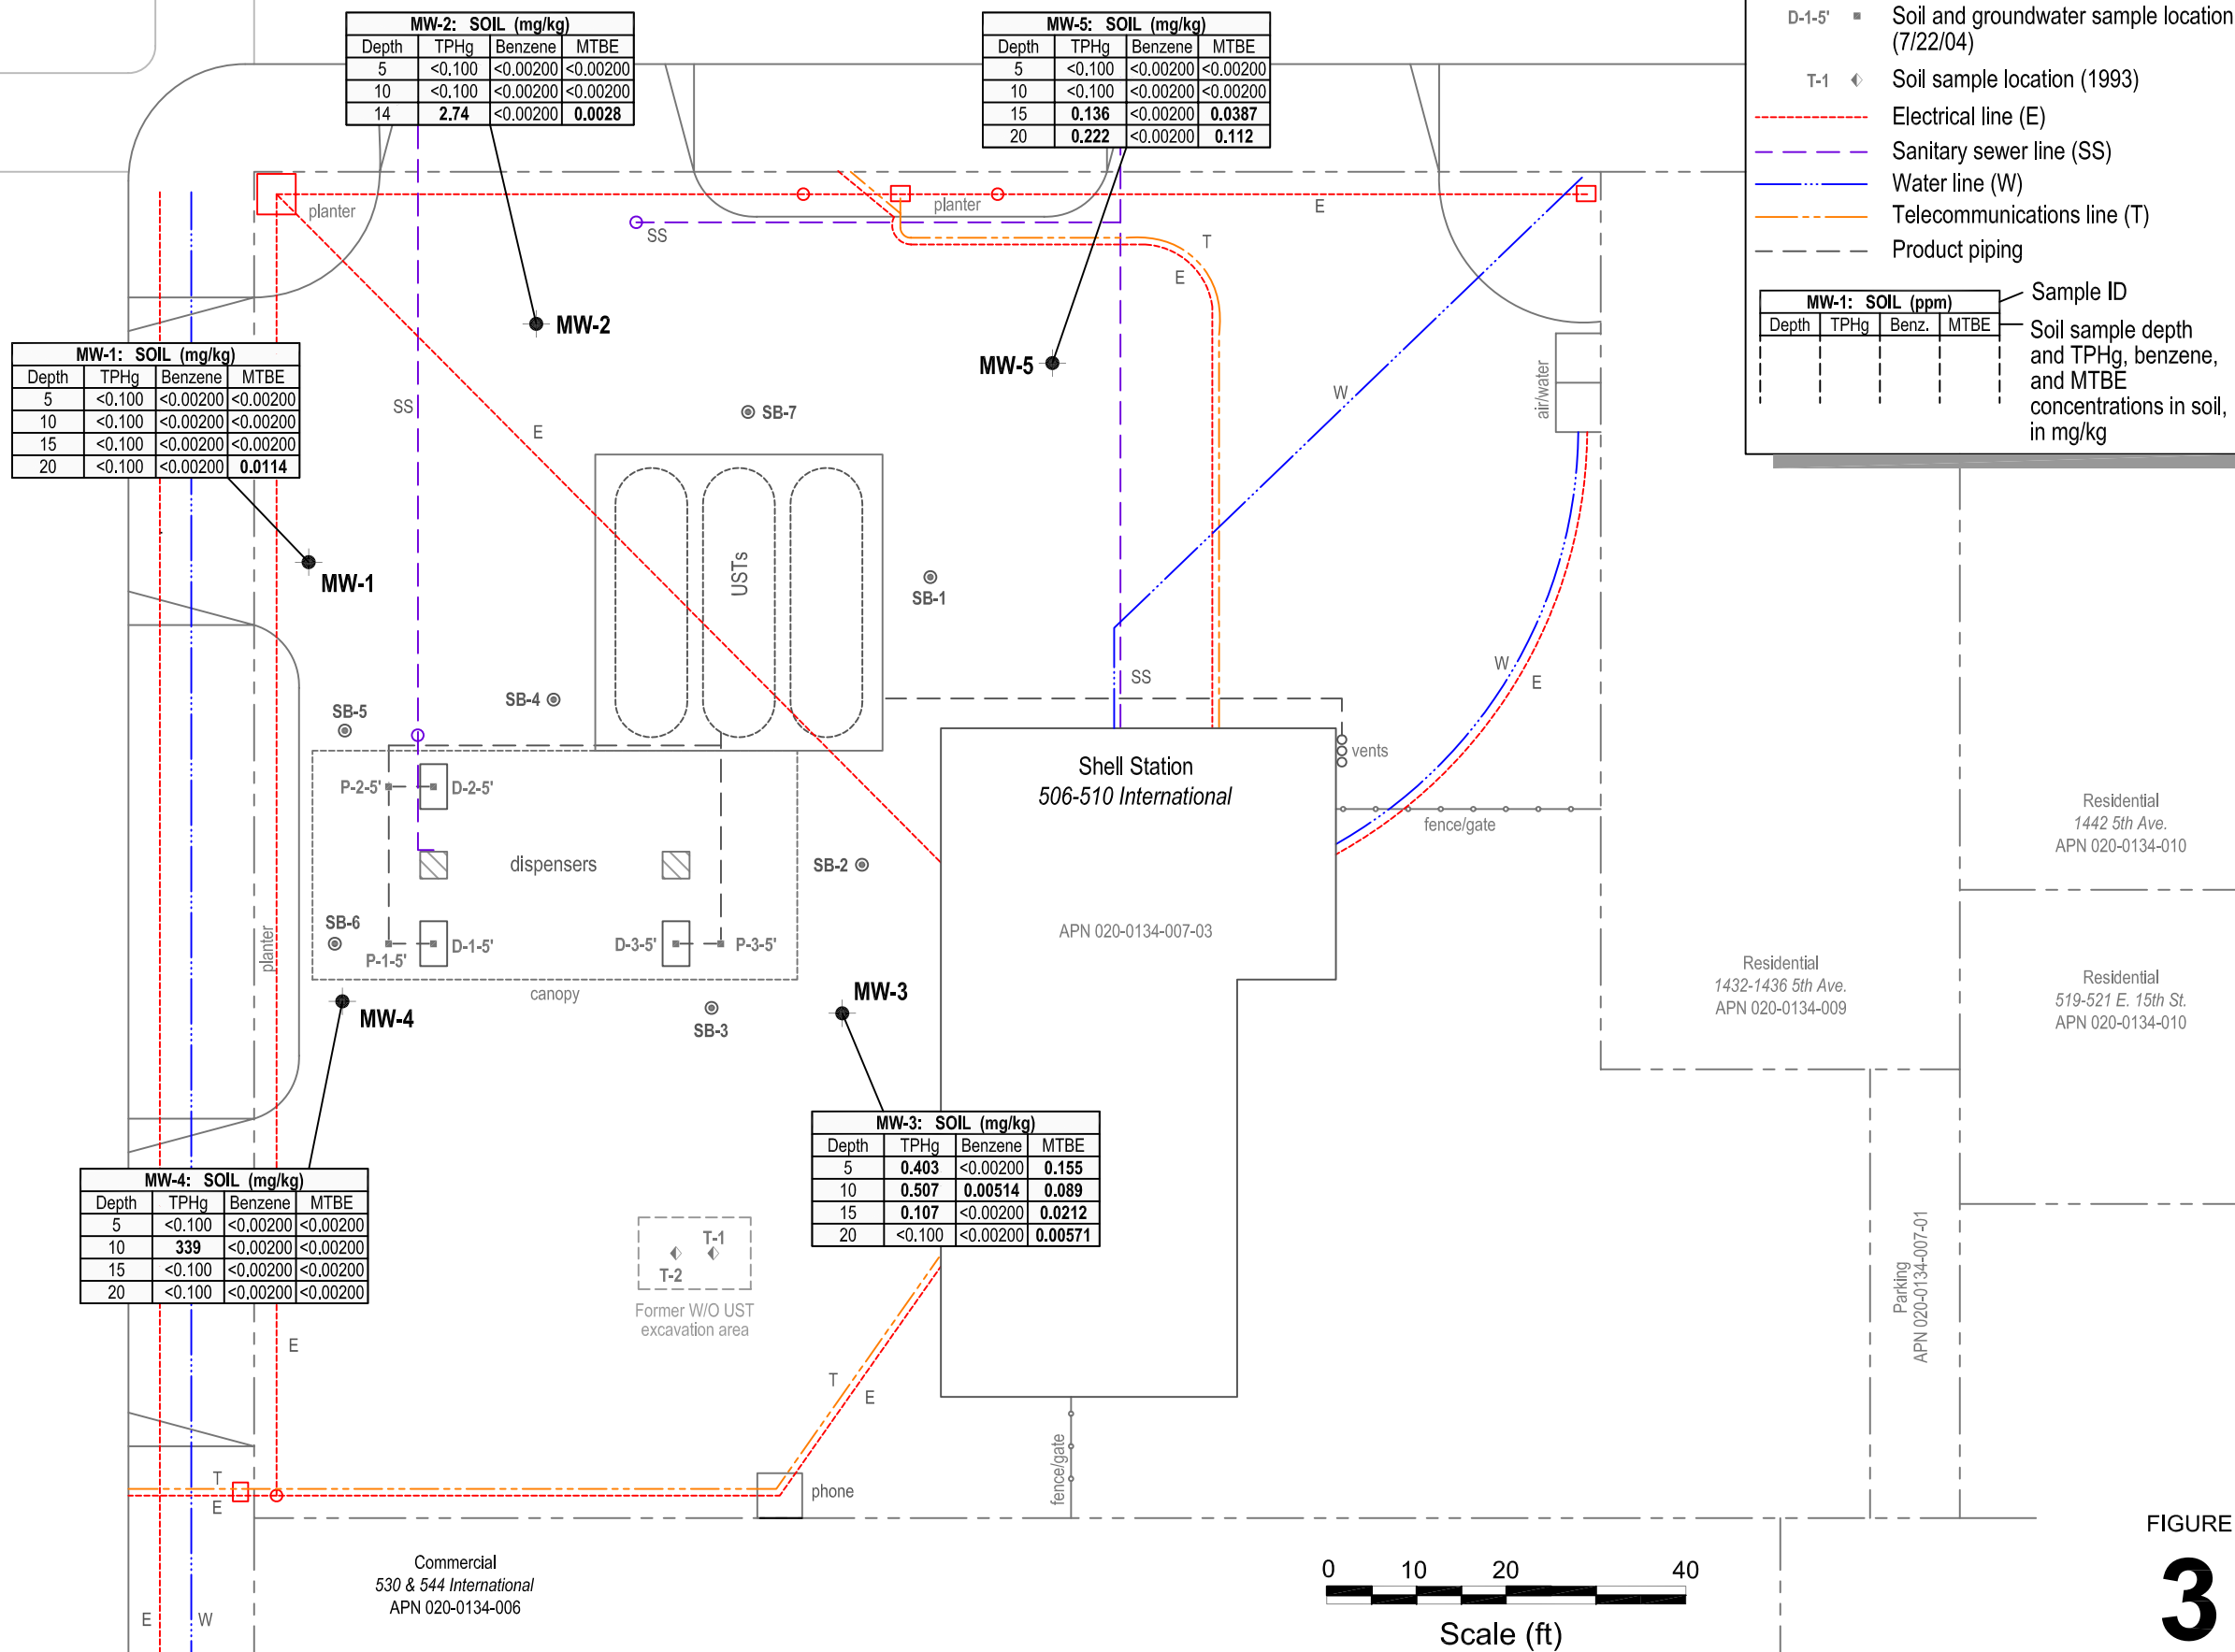 MW-2: SOIL (mg/kg)
Depth TPHg Benzene MTBE
5 <0.100 <0.00200 <0.00200
10 <0.100 <0.00200 <0.00200
14 2.74 <0.00200 0.0028
MW-5: SOIL (mg/kg)
Depth TPHg Benzene MTBE
5 <0.100 <0.00200 <0.00200
10 <0.100 <0.00200 <0.00200
15 0.136 <0.00200 0.0387
20 0.222 <0.00200 0.112
D-1-5' Soil and groundwater sample location
(7/22/04)
T-1 Soil sample location (1993)
Electrical line (E)
Sanitary sewer line (SS)
Water line (W)
Telecommunications line (T)
Product piping
MW-1: SOIL (ppm)
Depth TPHg Benz. MTBE
Sample ID
Soil sample depth
and TPHg, benzene,
and MTBE
concentrations in soil,
in mg/kg
planter
SS
planter
E
T
E
MW-2
MW-5
MW-1: SOIL (mg/kg)
Depth TPHg Benzene MTBE
5 <0.100 <0.00200 <0.00200
10 <0.100 <0.00200 <0.00200
15 <0.100 <0.00200 <0.00200
20 <0.100 <0.00200 0.0114
SS
E
SB-7
W
air/water
MW-1
USTs
SB-1
SS
W
E
SB-4
SB-5
vents
Shell Station
506-510 International
P-2-5'
D-2-5'
fence/gate
dispensers
SB-2
Residential
1442 5th Ave.
APN 020-0134-010
SB-6
planter
P-1-5'
D-1-5'
D-3-5'
P-3-5'
APN 020-0134-007-03
canopy
MW-3
MW-4
SB-3
Residential
1432-1436 5th Ave.
APN 020-0134-009
Residential
519-521 E. 15th St.
APN 020-0134-010
MW-3: SOIL (mg/kg)
Depth TPHg Benzene MTBE
5 0.403 <0.00200 0.155
10 0.507 0.00514 0.089
15 0.107 <0.00200 0.0212
20 <0.100 <0.00200 0.00571
MW-4: SOIL (mg/kg)
Depth TPHg Benzene MTBE
5 <0.100 <0.00200 <0.00200
10 339 <0.00200 <0.00200
15 <0.100 <0.00200 <0.00200
20 <0.100 <0.00200 <0.00200
T-1
T-2
Former W/O UST
excavation area
E
T
E
Parking
APN 020-0134-007-01
T
E
phone
fence/gate
Commercial
530 & 544 International
APN 020-0134-006
E
W
0 10 20 40
Scale (ft)
FIGURE
3